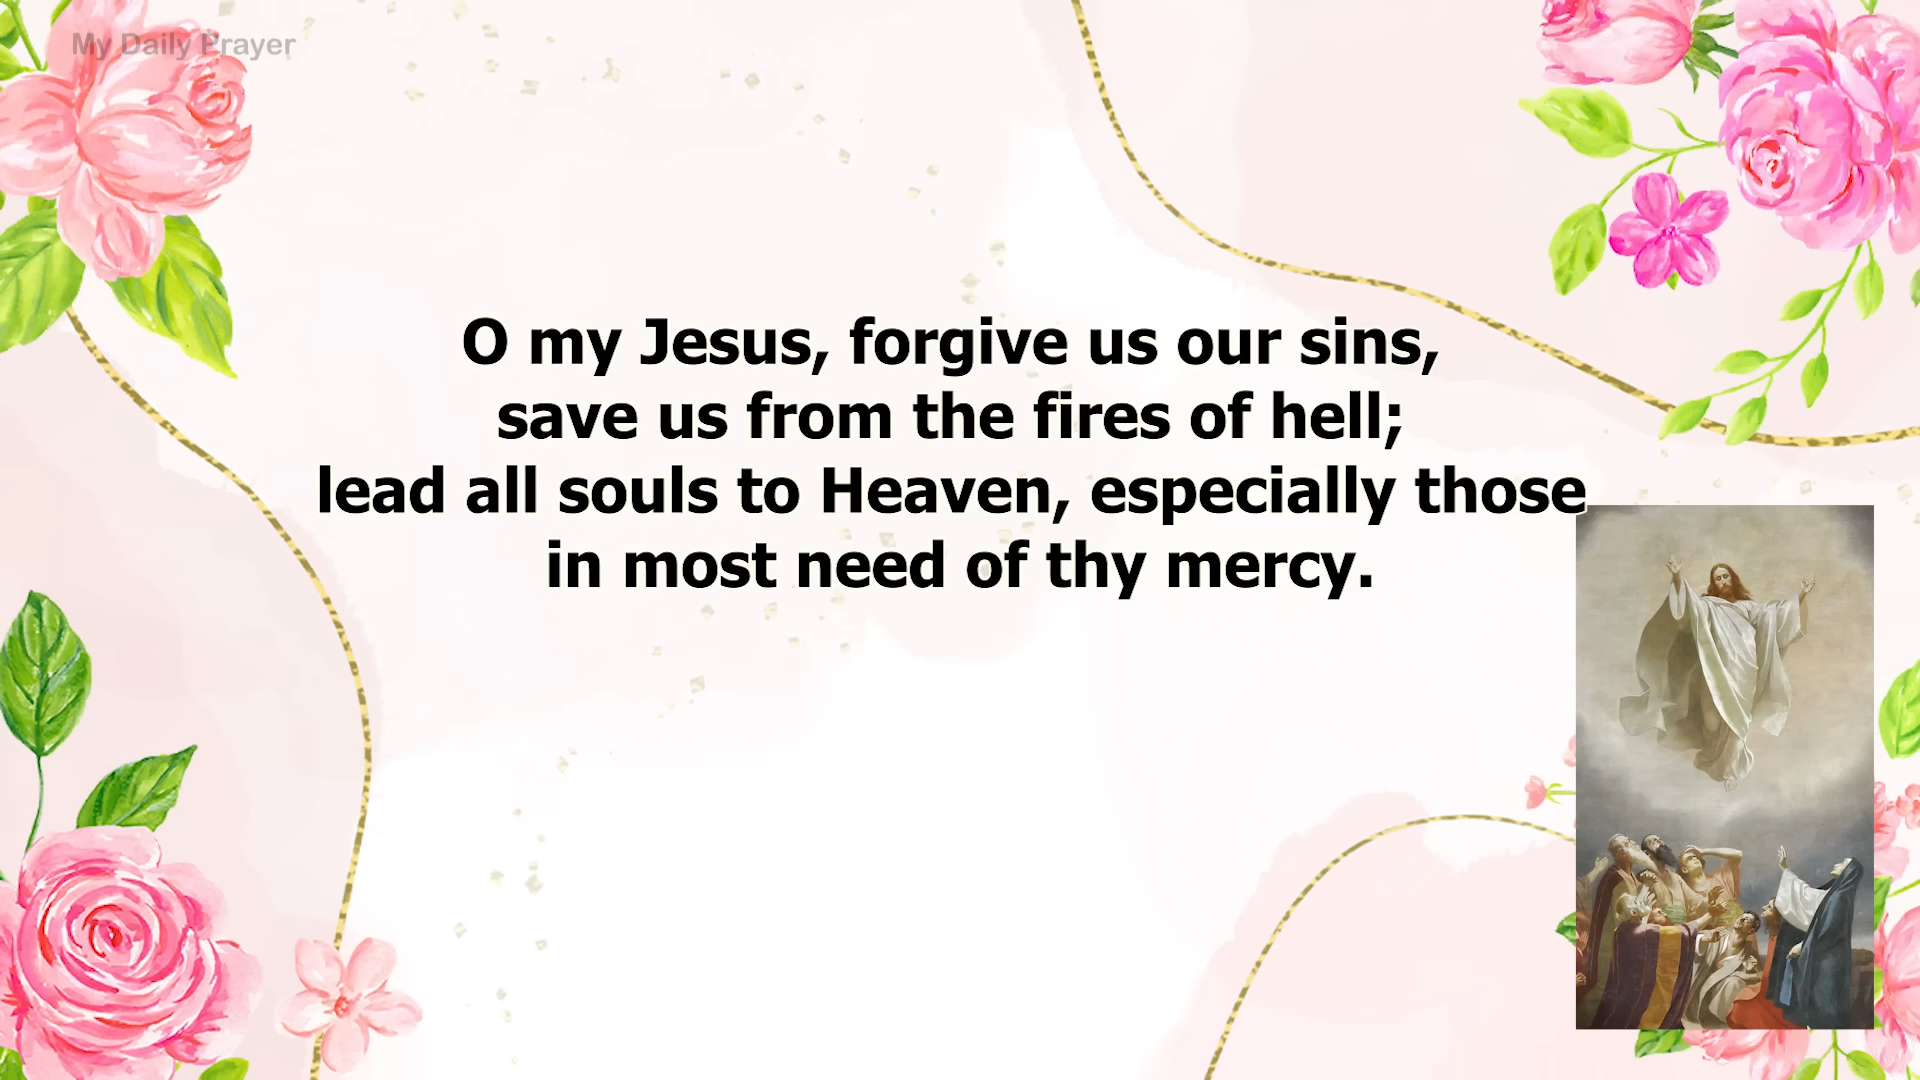 My Daily Prayer
O my Jesus, forgive us our sins,
save us from the fires of hell;
lead all souls to Heaven, especially those
in most need of thy mercy.